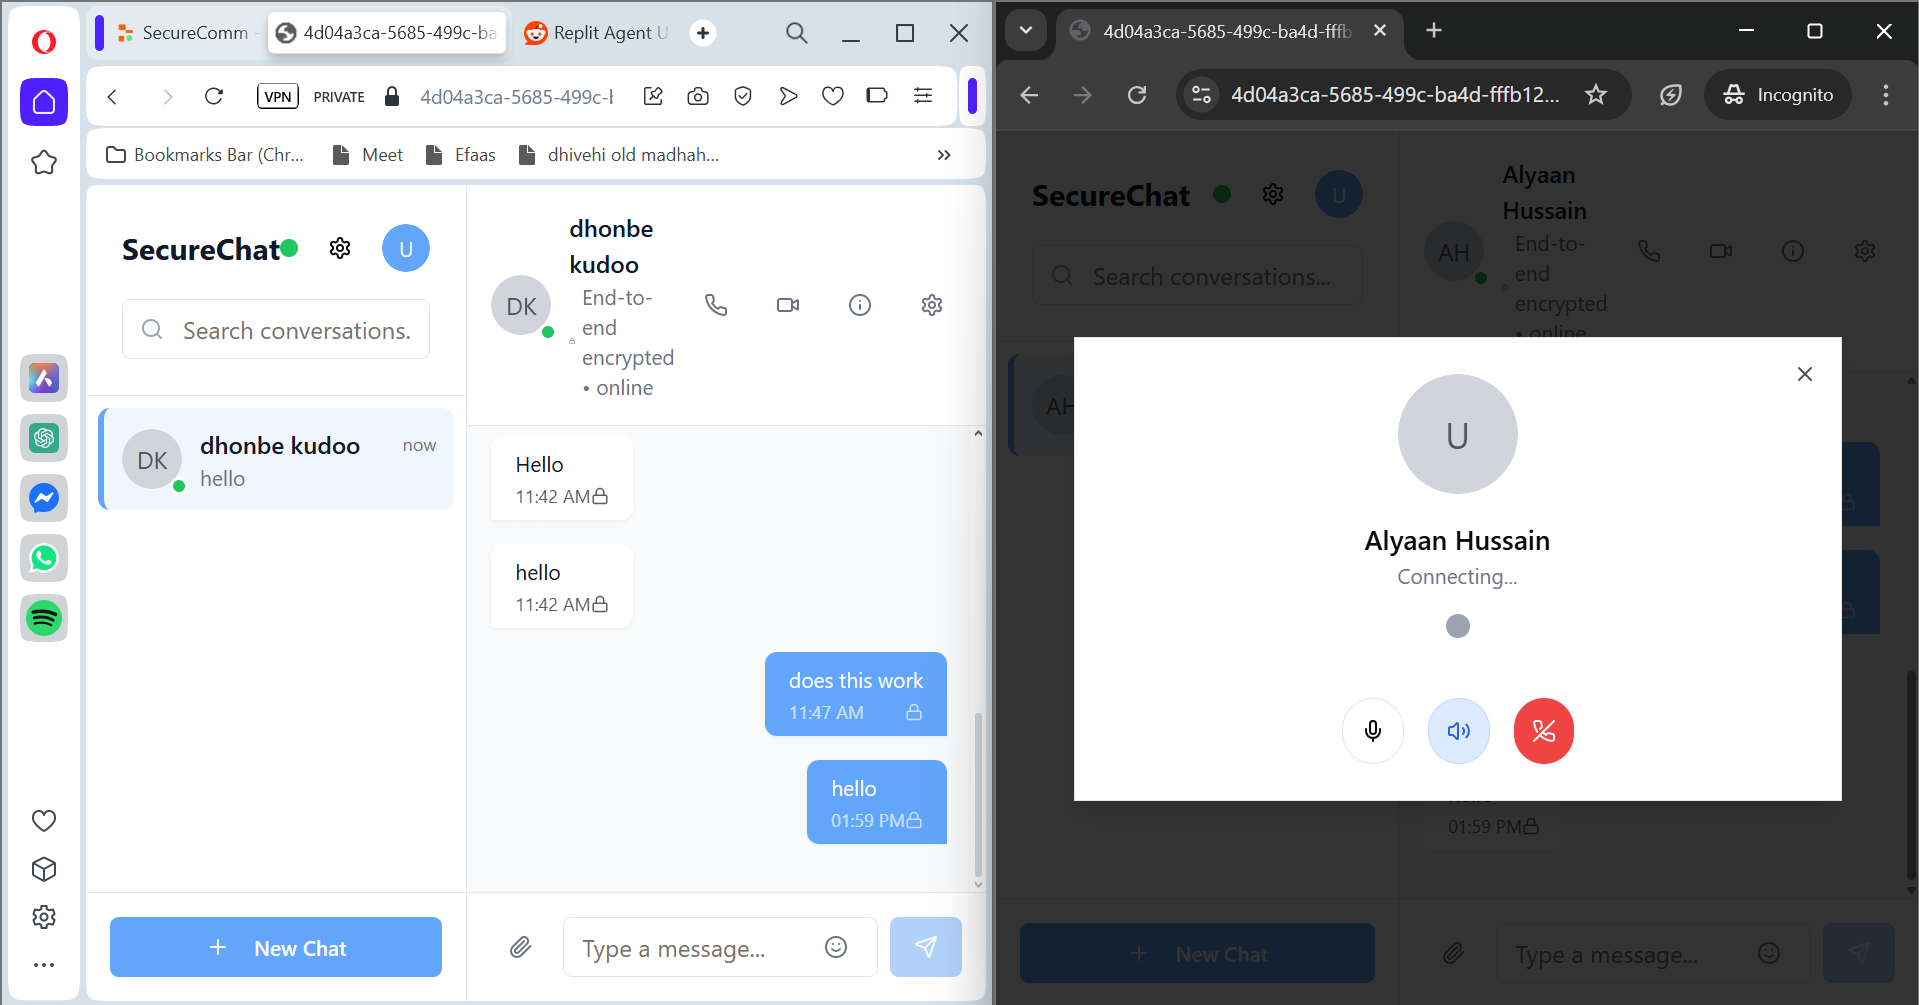 SecureComm
4d04a3ca-5685-499c-ba
Replit Agent U
VPN
PRIVATE
4d04a3ca-5685-499c-b
Bookmarks Bar (Chr...
Meet
Efaas
dhivehi old madhah...
SecureChat
U
Search conversations.
DK
dhonbe kudoo
now
hello
New Chat
DK
dhonbe
kudoo
End-to-
end
encrypted
• online
Hello
11:42 AM
hello
11:42 AM
does this work
11:47 AM
hello
01:59 PM
Type a message...
4d04a3ca-5685-499c-ba4d-fffb
4d04a3ca-5685-499c-ba4d-fffb12...
Incognito
SecureChat
U
Search conversations...
AH
New Chat
AH
Alyaan
Hussain
End-to-
end
encrypted
• online
U
Alyaan Hussain
Connecting...
01:59 PM
Type a message...